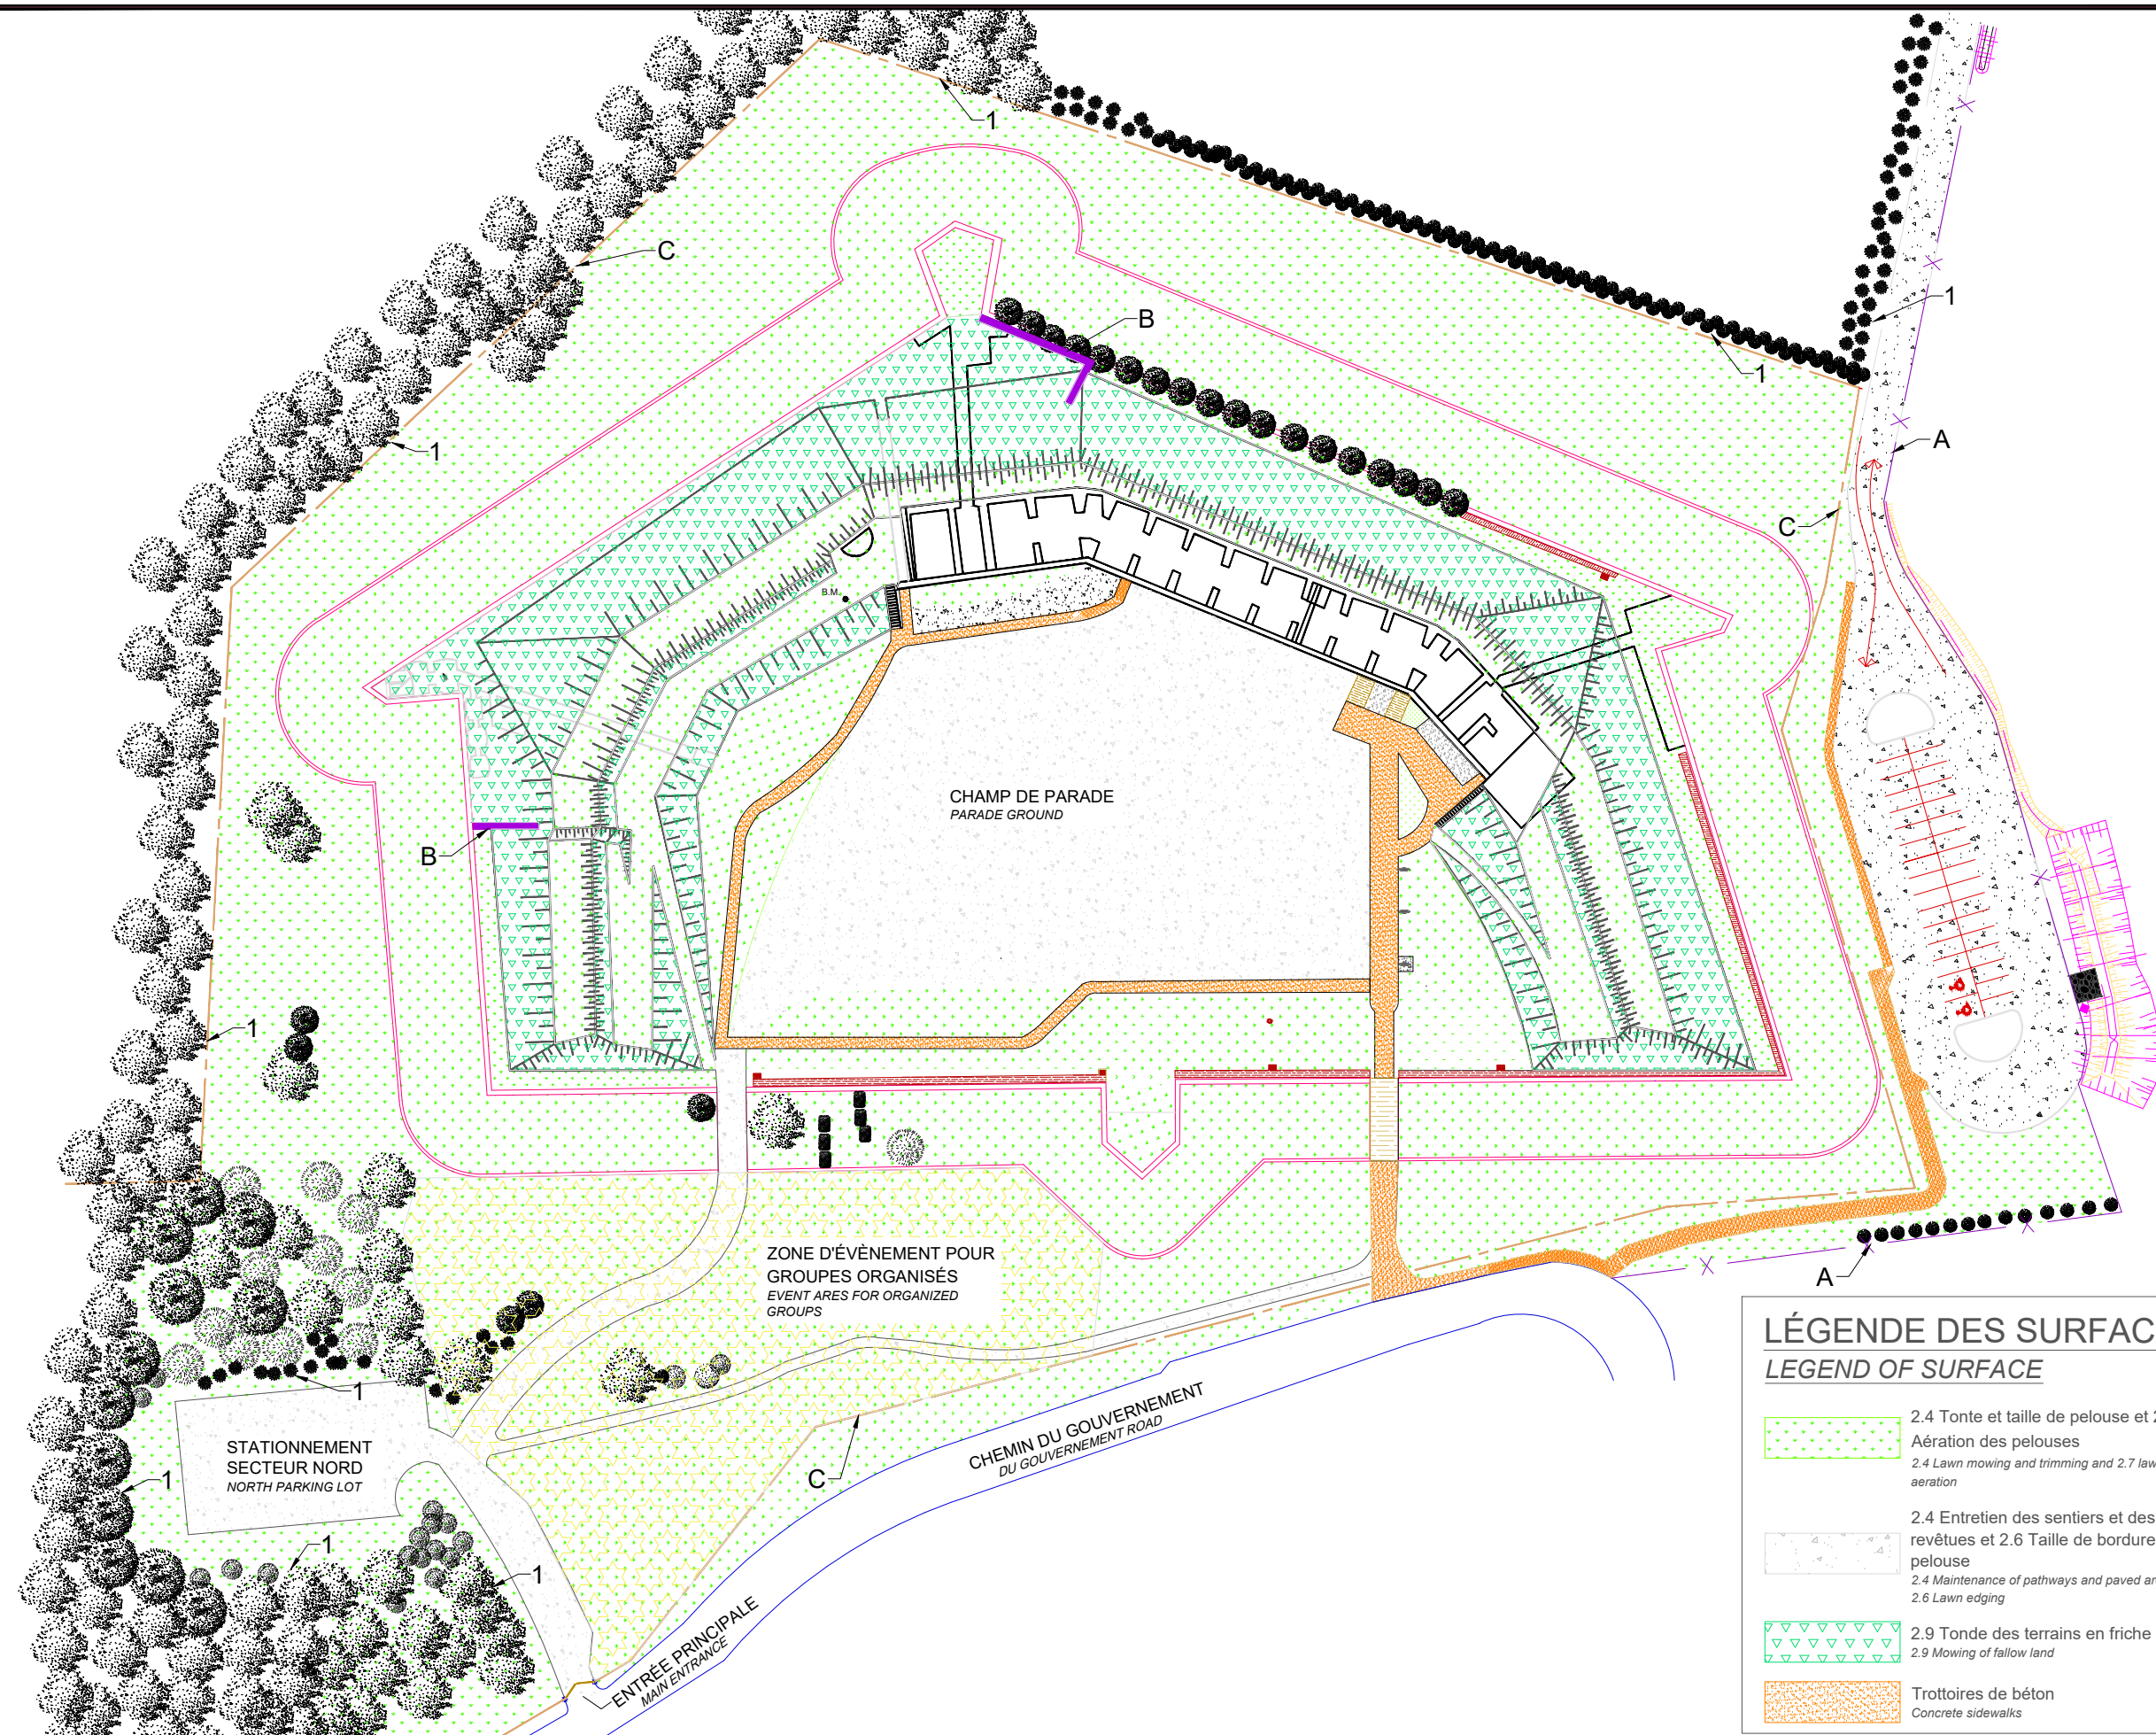 1
C
1
B
1
1
A
C
B.M.
CHAMP DE PARADE
PARADE GROUND
B
1
ZONE D'ÉVÈNEMENT POUR
GROUPES ORGANISÉS
EVENT ARES FOR ORGANIZED
GROUPS
A
1
STATIONNEMENT
SECTEUR NORD
NORTH PARKING LOT
1
C
CHEMIN DU GOUVERNEMENT
DU GOUVERNEMENT ROAD
1
1
ENTRÉE PRINCIPALE
MAIN ENTRANCE
LÉGENDE DES SURFAC
LEGEND OF SURFACE
2.4 Tonte et taille de pelouse et 2
Aération des pelouses
2.4 Lawn mowing and trimming and 2.7 law
aeration
2.4 Entretien des sentiers et des
revêtues et 2.6 Taille de bordure
pelouse
2.4 Maintenance of pathways and paved ar
2.6 Lawn edging
2.9 Tonde des terrains en friche
2.9 Mowing of fallow land
Trottoires de béton
Concrete sidewalks